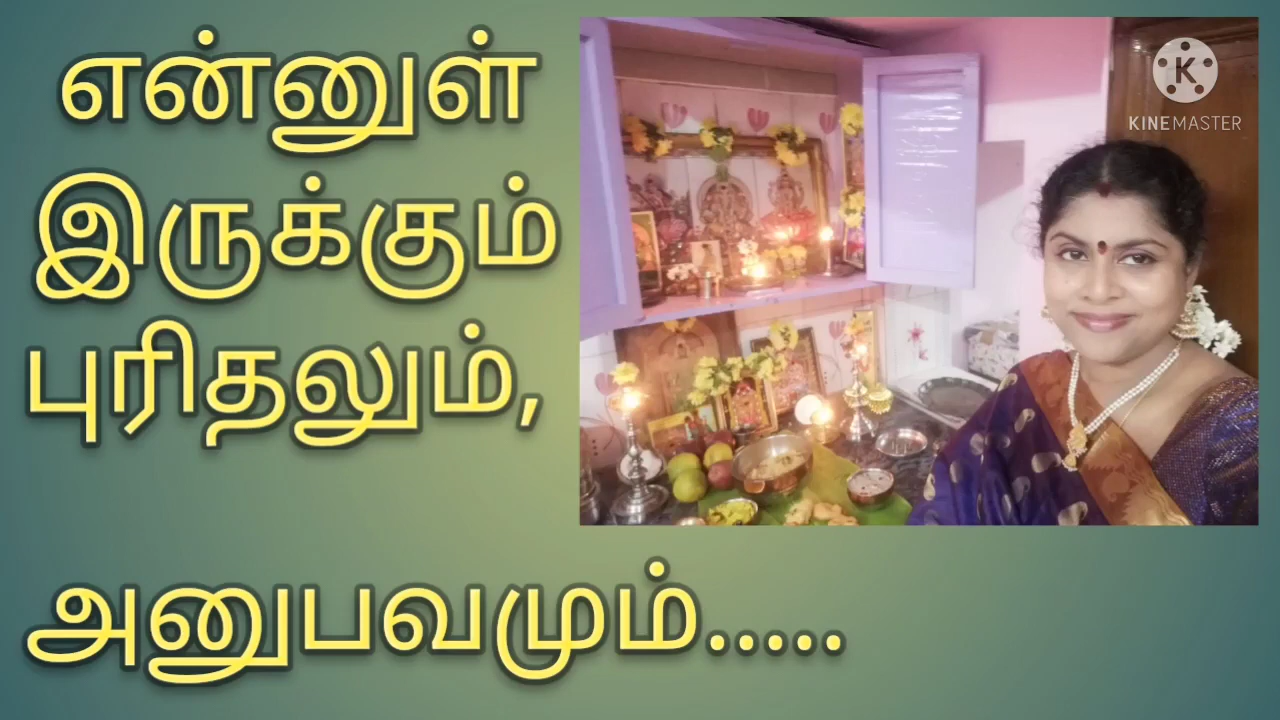 என்னுள்
இருக்கும்
புரிதலும்,
அனுபவமும்.....
K
KINEMASTER